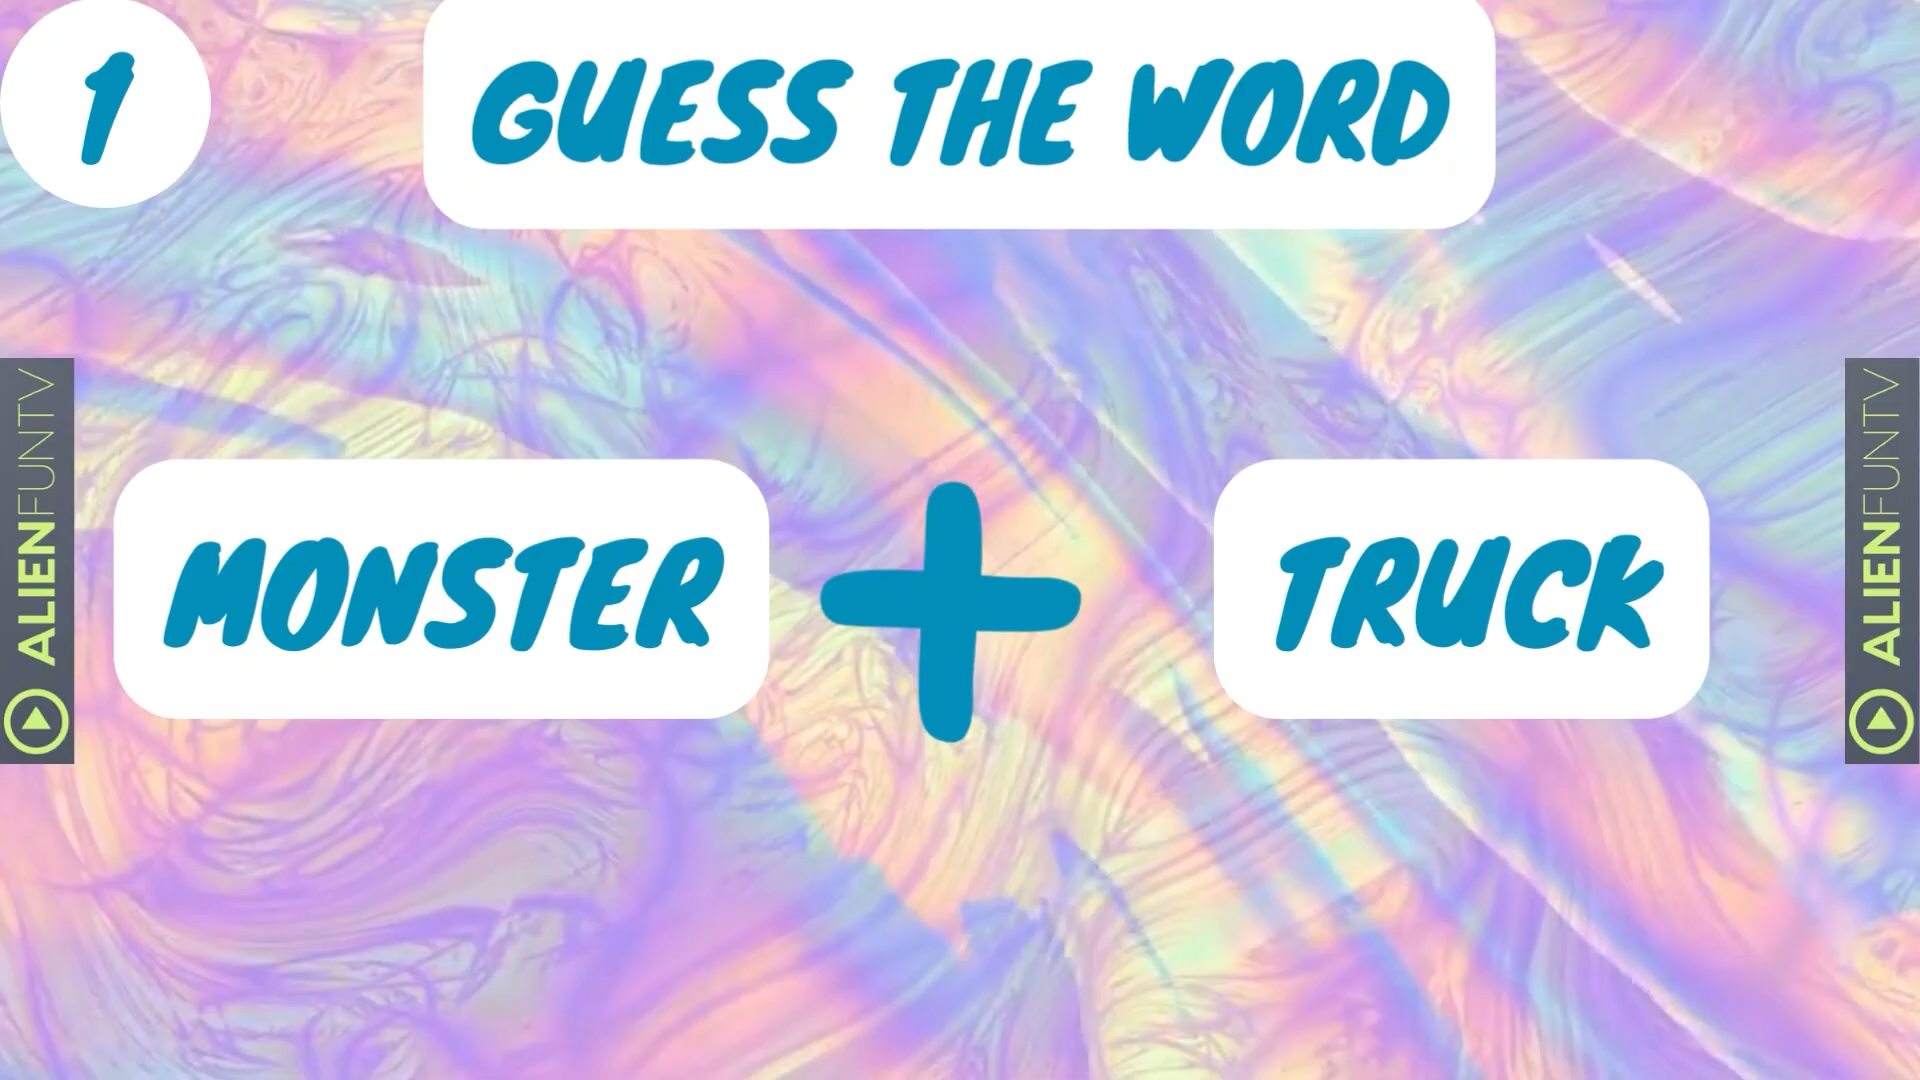 1
GUESS THE WORD
MONSTER + TRUCK
ALIENFUNTV
ALIENFUNTV